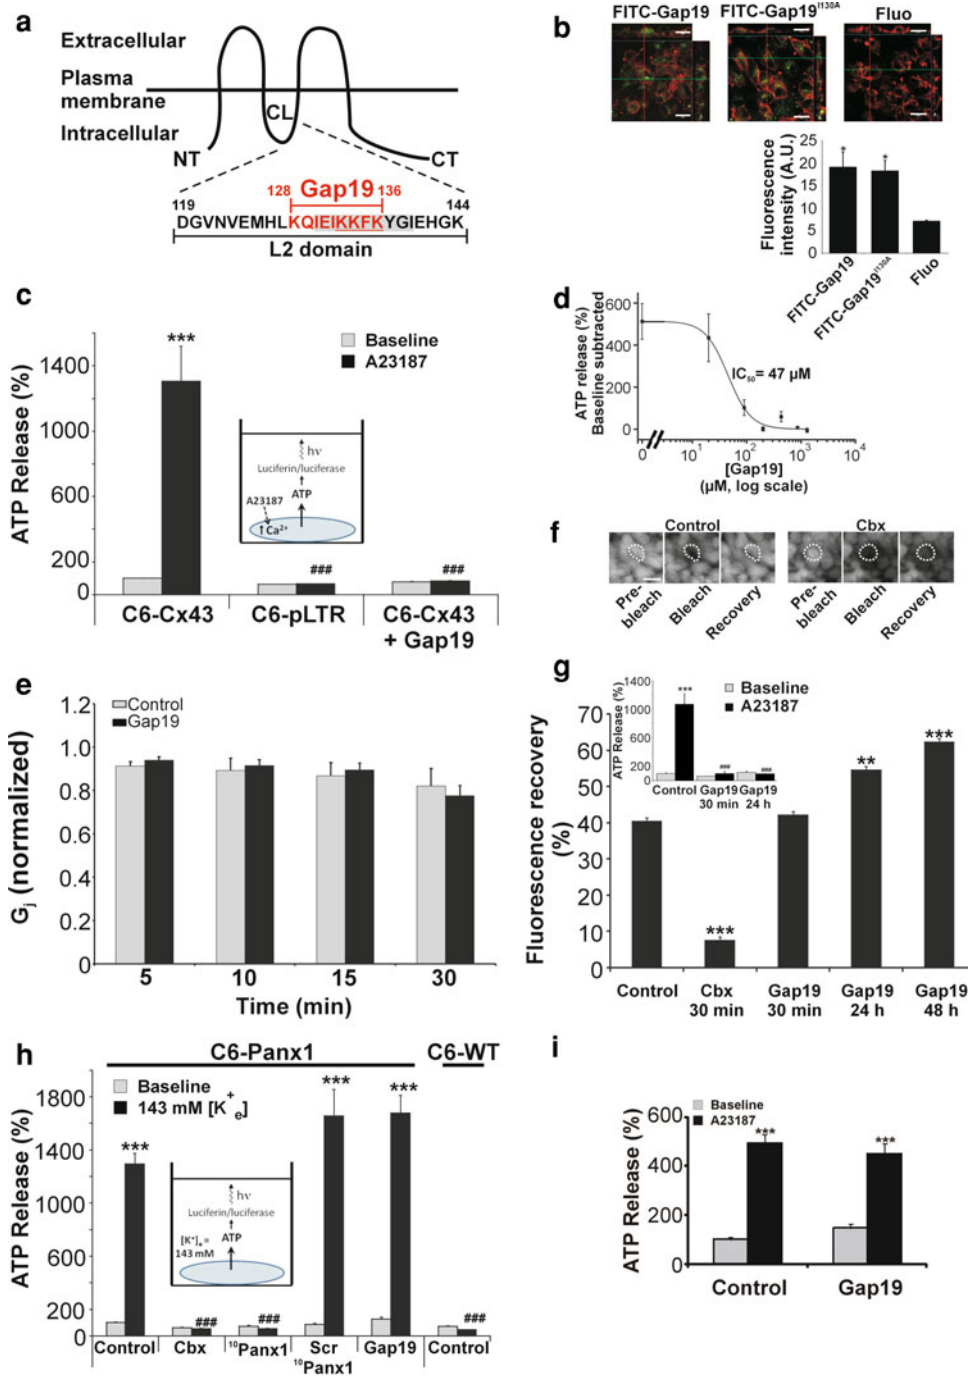 a
Extracellular
Plasma
membrane
Intracellular
CL
NT
CT
128 Gap19 136
119
144
DGVNVEMHLKQIEIKKFKYGIEHGK
L2 domain
b
FITC-Gap19
FITC-Gap19^I130A
Fluo
Fluorescence
intensity (A.U.)
25
20
15
10
5
0
*
*
FITC-Gap19
FITC-Gap19^I130A
Fluo
c
ATP Release (%)
1400
1000
600
200
0
***
Baseline
A23187
hν
Luciferin/luciferase
ATP
A23187
↑Ca²⁺
###
###
C6-Cx43
C6-pLTR
C6-Cx43
+ Gap19
d
ATP release (%)
Baseline subtracted
600
400
200
0
IC₅₀= 47 µM
0
10¹
10²
10³
10⁴
[Gap19]
(µM, log scale)
e
G_j (normalized)
1.2
1.0
0.8
0.6
0.4
0.2
0
Control
Gap19
5
10
15
30
Time (min)
f
Control
Cbx
Pre-
bleach
Bleach
Recovery
Pre-
bleach
Bleach
Recovery
g
Fluorescence recovery
(%)
70
60
50
40
30
20
10
0
ATP Release (%)
1400
1000
600
200
0
***
###
###
Control
Gap19
30 min
Gap19
24 h
Baseline
A23187
***
**
***
Control
Cbx
30 min
Gap19
30 min
Gap19
24 h
Gap19
48 h
h
C6-Panx1
C6-WT
ATP Release (%)
1800
1400
1000
600
200
0
Baseline
143 mM [K⁺e]
***
***
***
hν
Luciferin/luciferase
[K⁺]e =
143 mM
ATP
###
###
###
Control
Cbx
¹⁰Panx1
Scr
¹⁰Panx1
Gap19
Control
i
ATP Release (%)
600
400
200
0
Baseline
A23187
***
***
Control
Gap19